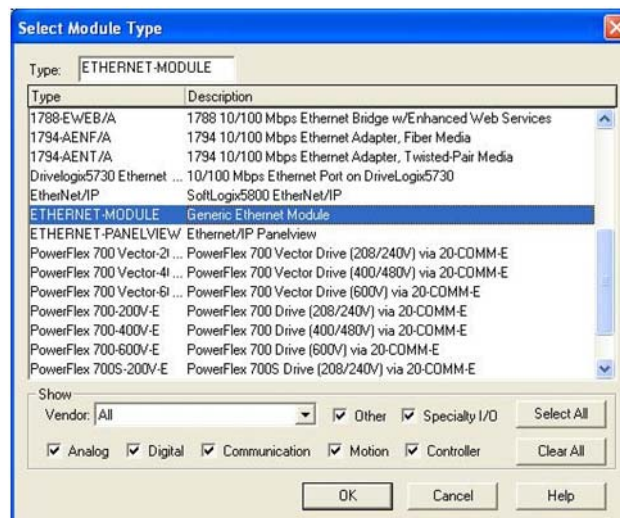 Select Module Type
Type: ETHERNET-MODULE
Type Description
1788-EWEB/A 1788 10/100 Mbps Ethernet Bridge w/Enhanced Web Services
1794-AENF/A 1794 10/100 Mbps Ethernet Adapter, Fiber Media
1794-AENT/A 1794 10/100 Mbps Ethernet Adapter, Twisted-Pair Media
Drivelogix5730 Ethernet ... 10/100 Mbps Ethernet Port on DriveLogix5730
EtherNet/IP SoftLogix5800 EtherNet/IP
ETHERNET-MODULE Generic Ethernet Module
ETHERNET-PANELVIEW Ethernet/IP Panelview
PowerFlex 700 Vector-2( ... PowerFlex 700 Vector Drive (208/240V) via 20-COMM-E
PowerFlex 700 Vector-4( ... PowerFlex 700 Vector Drive (400/480V) via 20-COMM-E
PowerFlex 700 Vector-6( ... PowerFlex 700 Vector Drive (600V) via 20-COMM-E
PowerFlex 700-200V-E PowerFlex 700 Drive (208/240V) via 20-COMM-E
PowerFlex 700-400V-E PowerFlex 700 Drive (400/480V) via 20-COMM-E
PowerFlex 700-600V-E PowerFlex 700 Drive (600V) via 20-COMM-E
PowerFlex 700S-200V-E PowerFlex 700S Drive (208/240V) via 20-COMM-E
Show
Vendor: All Other Specialty I/O Select All
Analog Digital Communication Motion Controller Clear All
OK Cancel Help